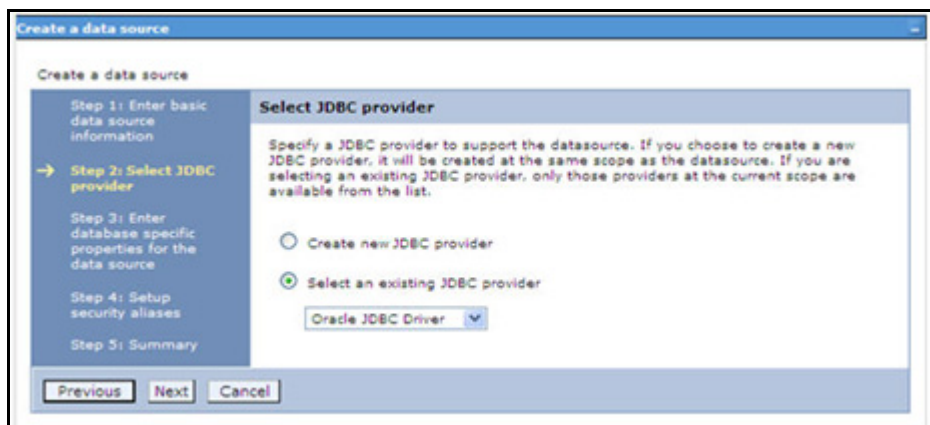 Create a data source
Create a data source
Step 1: Enter basic
data source
information
Step 2: Select JDBC
provider
Step 3: Enter
database specific
properties for the
data source
Step 4: Setup
security aliases
Step 5: Summary
Select JDBC provider
Specify a JDBC provider to support the datasource. If you choose to create a new
JDBC provider, it will be created at the same scope as the datasource. If you are
selecting an existing JDBC provider, only those providers at the current scope are
available from the list.
Create new JDBC provider
Select an existing JDBC provider
Oracle JDBC Driver
Previous Next Cancel